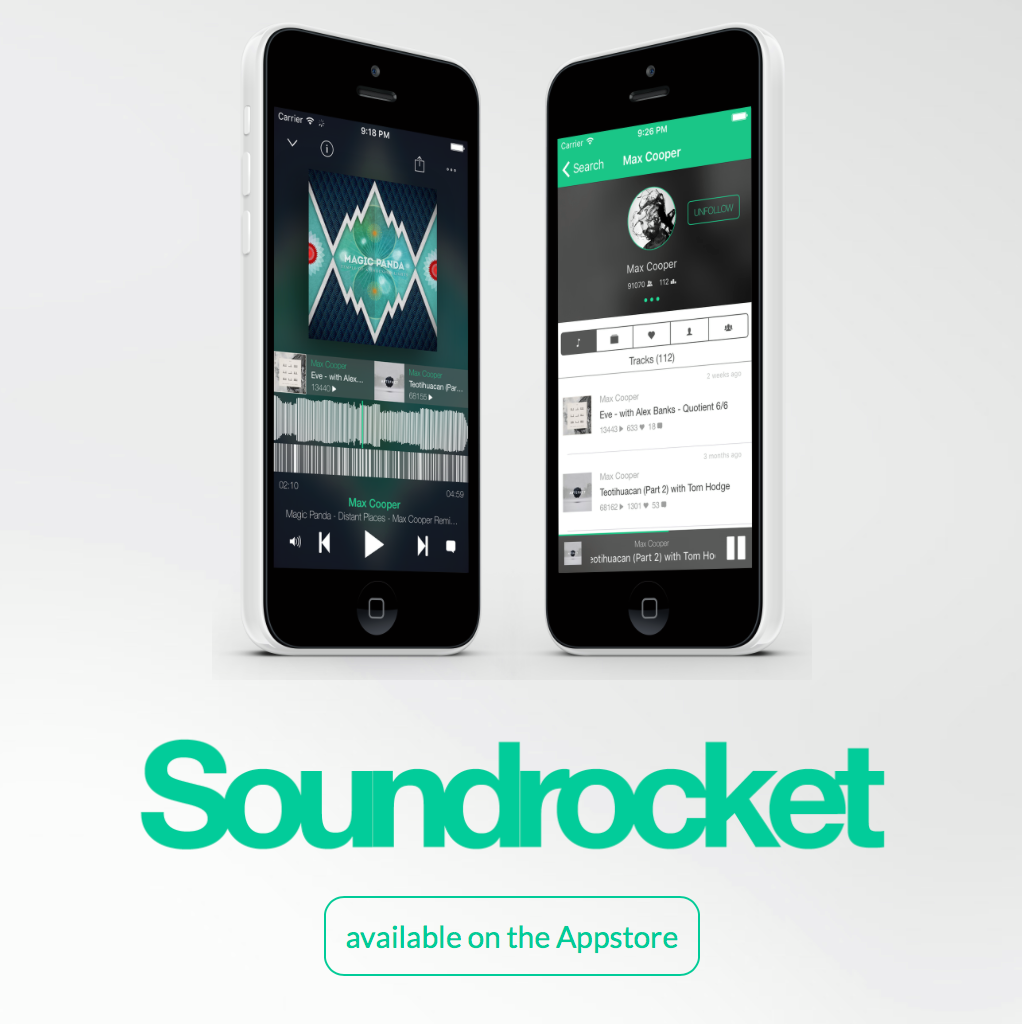 Carrier
9:18 PM
MAGIC PANDA
Max Cooper
Eve - with Alex...
13440
Max Cooper
Teotihuacan (Par...
68155
02:10
04:59
Max Cooper
Magic Panda - Distant Places - Max Cooper Remi...
Carrier
9:26 PM
Search
Max Cooper
UNFOLLOW
Max Cooper
91070 112
Tracks (112)
2 weeks ago
Max Cooper
Eve - with Alex Banks - Quotient 6/6
13443 633 18
3 months ago
Max Cooper
Teotihuacan (Part 2) with Tom Hodge
68162 1301 53
Max Cooper
eotihuacan (Part 2) with Tom Ho
Soundrocket
available on the Appstore